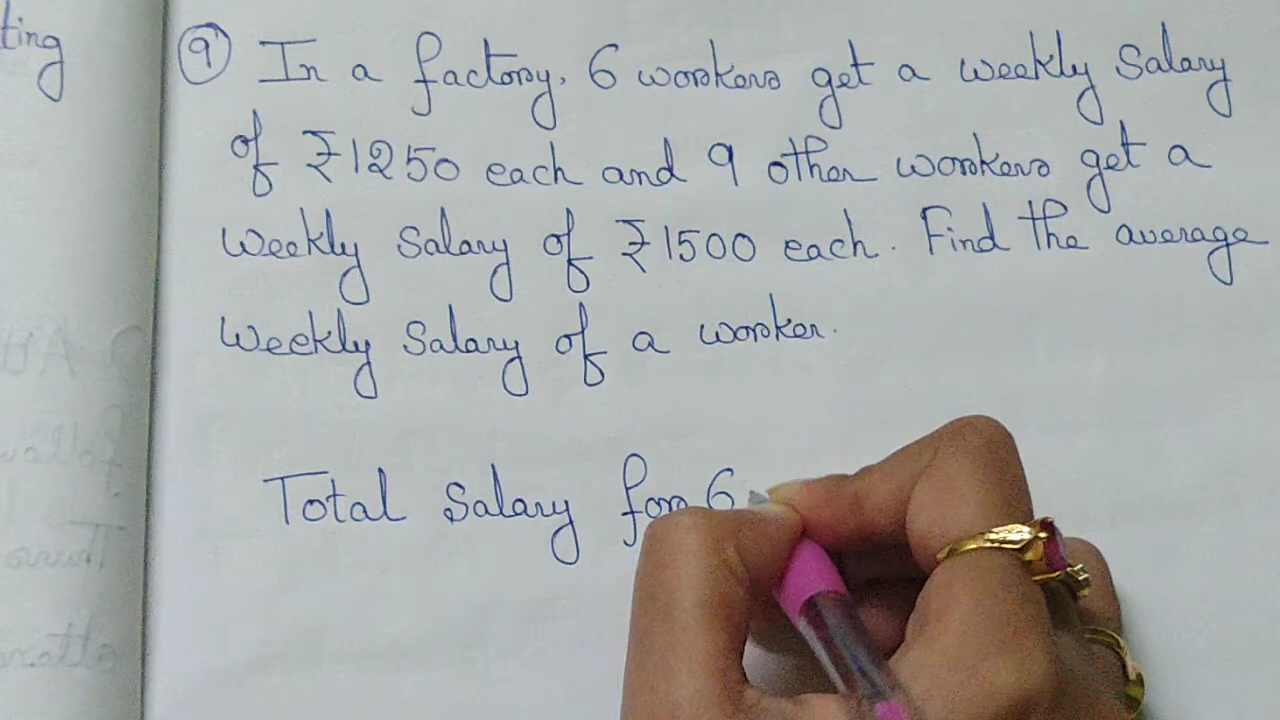 ting
9 In a factory, 6 workers get a weekly Salary
of ₹1250 each and 9 other workers get a
weekly Salary of ₹1500 each. Find the average
weekly Salary of a worker.
Total Salary for 6